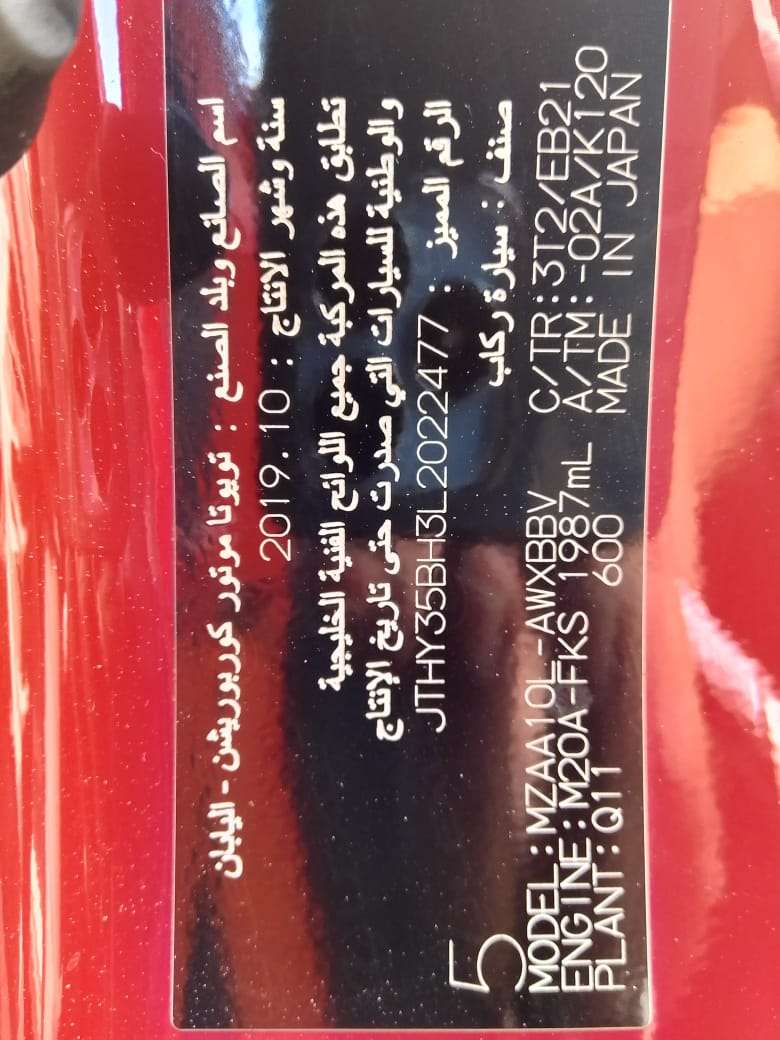 اسم الصانع وبلد الصنع : تويوتا موتور كوربوريشن - اليابان
سنة وشهر الانتاج : 2019.10
تطابق هذه المركبة جميع اللوائح الفنية الخليجية
والوطنية للسيارات التي صدرت حتى تاريخ الإنتاج
الرقم المميز : JTHY35BH3L2022477
صنف : سيارة ركاب
5
MODEL :MZAA10L-AWXBBV C/TR:3T2/EB21
ENGINE:M20A-FKS 1987mL A/TM:-02A/K120
PLANT:Q11 600 MADE IN JAPAN